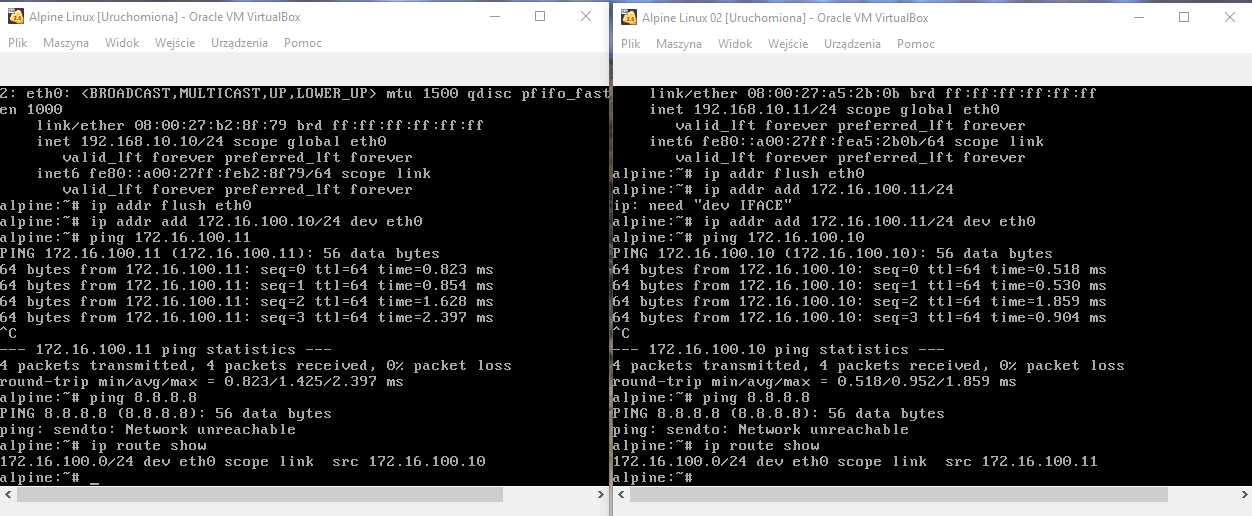 Alpine Linux [Uruchomiona] - Oracle VM VirtualBox
Plik Maszyna Widok Wejście Urządzenia Pomoc
2: eth0: <BROADCAST,MULTICAST,UP,LOWER_UP> mtu 1500 qdisc pfifo_fast
en 1000
    link/ether 08:00:27:b2:8f:79 brd ff:ff:ff:ff:ff:ff
    inet 192.168.10.10/24 scope global eth0
       valid_lft forever preferred_lft forever
    inet6 fe80::a00:27ff:feb2:8f79/64 scope link
       valid_lft forever preferred_lft forever
alpine:~# ip addr flush eth0
alpine:~# ip addr add 172.16.100.10/24 dev eth0
alpine:~# ping 172.16.100.11
PING 172.16.100.11 (172.16.100.11): 56 data bytes
64 bytes from 172.16.100.11: seq=0 ttl=64 time=0.823 ms
64 bytes from 172.16.100.11: seq=1 ttl=64 time=0.854 ms
64 bytes from 172.16.100.11: seq=2 ttl=64 time=1.628 ms
64 bytes from 172.16.100.11: seq=3 ttl=64 time=2.397 ms
^C
--- 172.16.100.11 ping statistics ---
4 packets transmitted, 4 packets received, 0% packet loss
round-trip min/avg/max = 0.823/1.425/2.397 ms
alpine:~# ping 8.8.8.8
PING 8.8.8.8 (8.8.8.8): 56 data bytes
ping: sendto: Network unreachable
alpine:~# ip route show
172.16.100.0/24 dev eth0 scope link  src 172.16.100.10
alpine:~# _
Alpine Linux 02 [Uruchomiona] - Oracle VM VirtualBox
Plik Maszyna Widok Wejście Urządzenia Pomoc
    link/ether 08:00:27:a5:2b:0b brd ff:ff:ff:ff:ff:ff
    inet 192.168.10.11/24 scope global eth0
       valid_lft forever preferred_lft forever
    inet6 fe80::a00:27ff:fea5:2b0b/64 scope link
       valid_lft forever preferred_lft forever
alpine:~# ip addr flush eth0
alpine:~# ip addr add 172.16.100.11/24
ip: need "dev IFACE"
alpine:~# ip addr add 172.16.100.11/24 dev eth0
alpine:~# ping 172.16.100.10
PING 172.16.100.10 (172.16.100.10): 56 data bytes
64 bytes from 172.16.100.10: seq=0 ttl=64 time=0.518 ms
64 bytes from 172.16.100.10: seq=1 ttl=64 time=0.530 ms
64 bytes from 172.16.100.10: seq=2 ttl=64 time=1.859 ms
64 bytes from 172.16.100.10: seq=3 ttl=64 time=0.904 ms
^C
--- 172.16.100.10 ping statistics ---
4 packets transmitted, 4 packets received, 0% packet loss
round-trip min/avg/max = 0.518/0.952/1.859 ms
alpine:~# ping 8.8.8.8
PING 8.8.8.8 (8.8.8.8): 56 data bytes
ping: sendto: Network unreachable
alpine:~# ip route show
172.16.100.0/24 dev eth0 scope link  src 172.16.100.11
alpine:~#